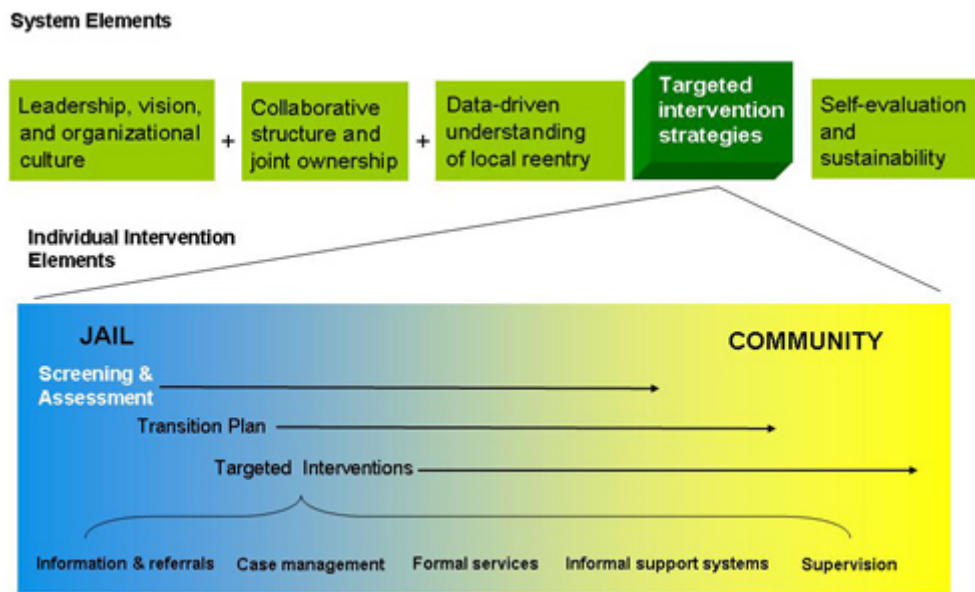 System Elements
Leadership, vision,
and organizational
culture
+
Collaborative
structure and
joint ownership
+
Data-driven
understanding
of local reentry
Targeted
intervention
strategies
Self-evaluation
and
sustainability
Individual Intervention
Elements
JAIL
COMMUNITY
Screening &
Assessment
Transition Plan
Targeted Interventions
Information & referrals
Case management
Formal services
Informal support systems
Supervision